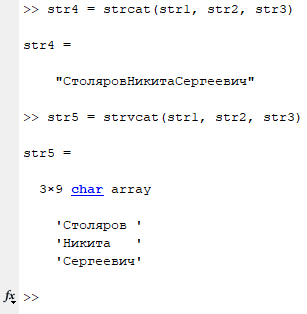 >> str4 = strcat(str1, str2, str3)
str4 =
"СтоляровНикитаСергеевич"
>> str5 = strvcat(str1, str2, str3)
str5 =
3×9 char array
'Столяров '
'Никита   '
'Сергеевич'
fx >>